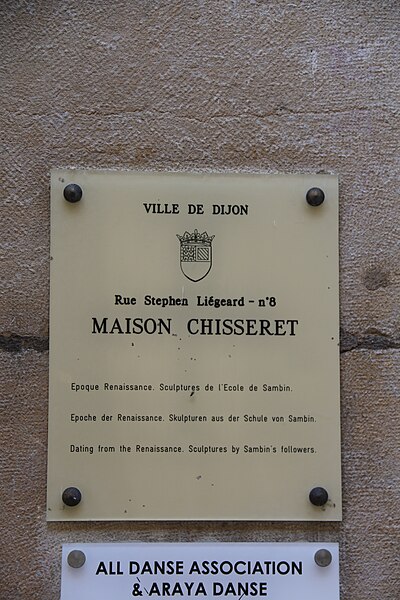 VILLE DE DIJON
Rue Stephen Liégeard - n°8
MAISON CHISSERET
Epoque Renaissance. Sculptures de l'Ecole de Sambin.
Epoche der Renaissance. Skulpturen aus der Schule von Sambin.
Dating from the Renaissance. Sculptures by Sambin's followers.
ALL DANSE ASSOCIATION
& ARAYA DANSE